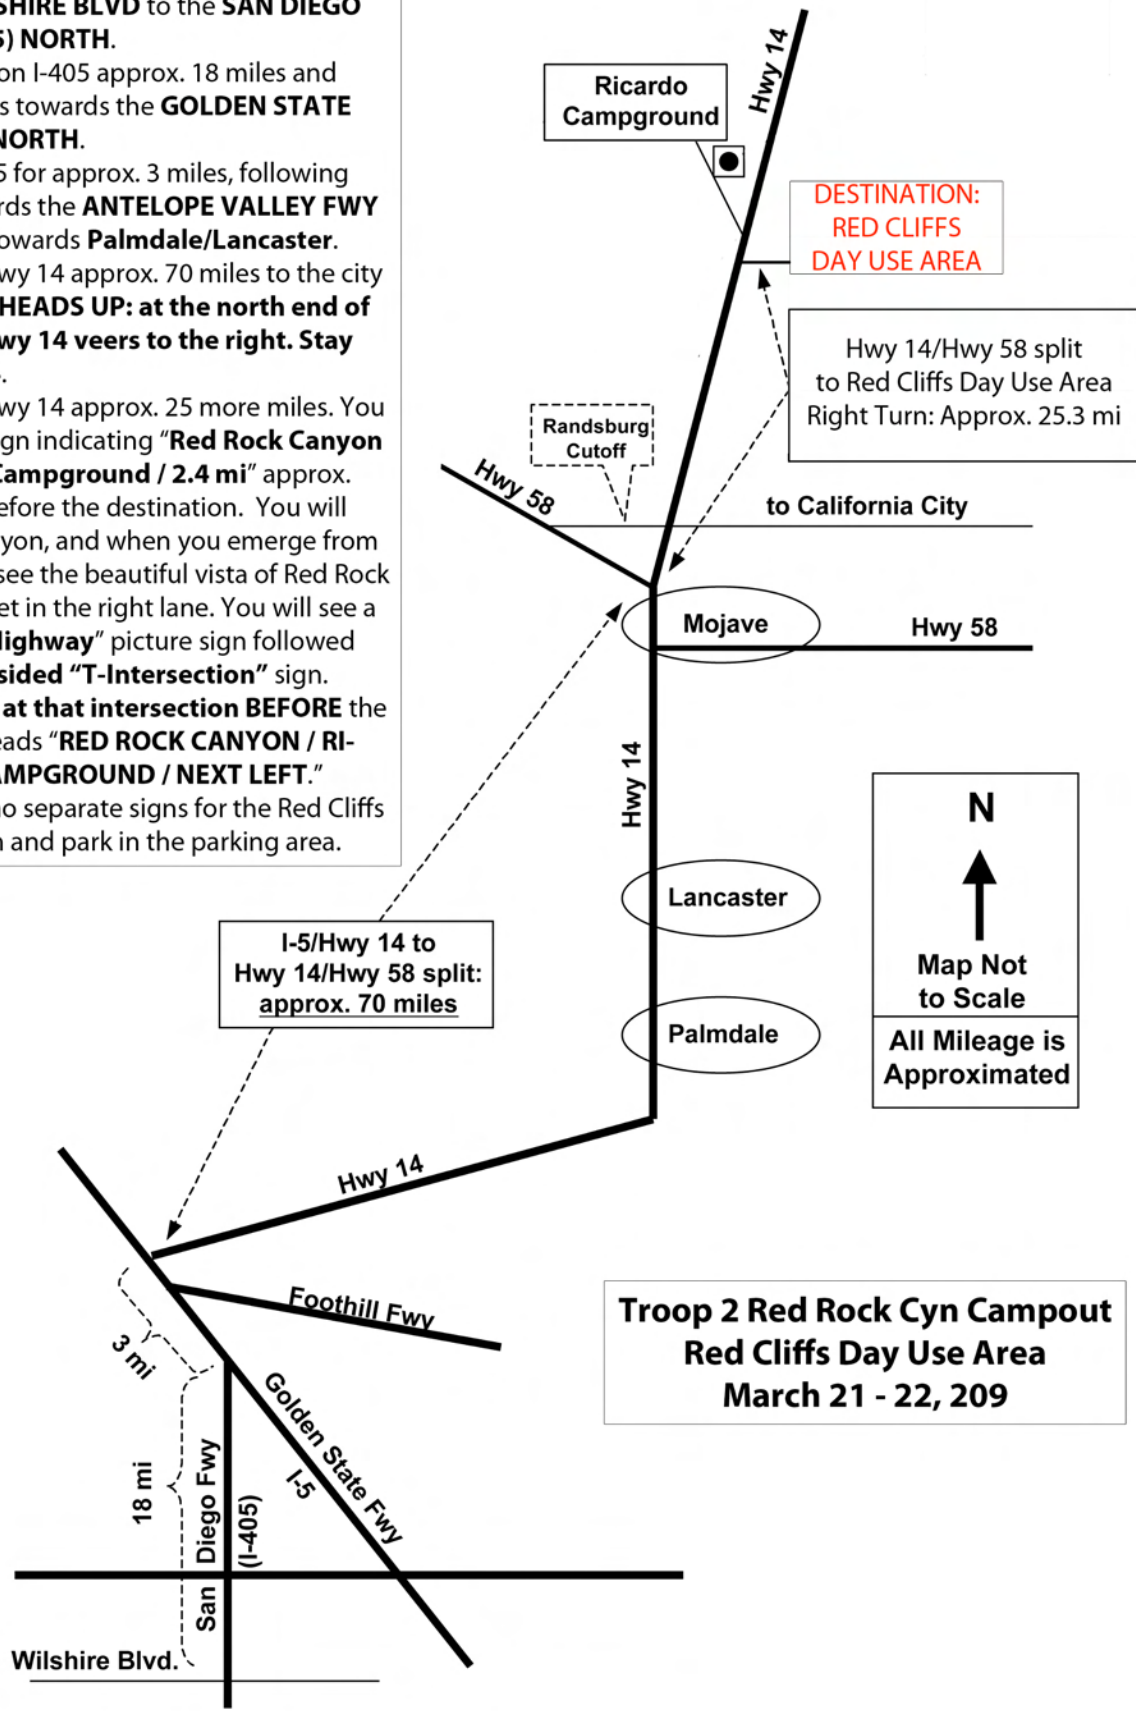 SHIRE BLVD to the SAN DIEGO
5) NORTH.
on I-405 approx. 18 miles and
s towards the GOLDEN STATE
NORTH.
5 for approx. 3 miles, following
rds the ANTELOPE VALLEY FWY
owards Palmdale/Lancaster.
wy 14 approx. 70 miles to the city
HEADS UP: at the north end of
wy 14 veers to the right. Stay
.
wy 14 approx. 25 more miles. You
ign indicating “Red Rock Canyon
Campground / 2.4 mi” approx.
efore the destination. You will
yon, and when you emerge from
see the beautiful vista of Red Rock
et in the right lane. You will see a
Highway” picture sign followed
sided “T-Intersection” sign.
at that intersection BEFORE the
eads “RED ROCK CANYON / RI-
AMPGROUND / NEXT LEFT.”
no separate signs for the Red Cliffs
n and park in the parking area.
Hwy 14
Ricardo
Campground
DESTINATION:
RED CLIFFS
DAY USE AREA
Hwy 14/Hwy 58 split
to Red Cliffs Day Use Area
Right Turn: Approx. 25.3 mi
Randsburg
Cutoff
Hwy 58
to California City
Mojave
Hwy 58
Hwy 14
Lancaster
Palmdale
N
Map Not
to Scale
All Mileage is
Approximated
I-5/Hwy 14 to
Hwy 14/Hwy 58 split:
approx. 70 miles
Hwy 14
Foothill Fwy
3 mi
Golden State Fwy
I-5
18 mi
San Diego Fwy
(I-405)
Wilshire Blvd.
Troop 2 Red Rock Cyn Campout
Red Cliffs Day Use Area
March 21 - 22, 209